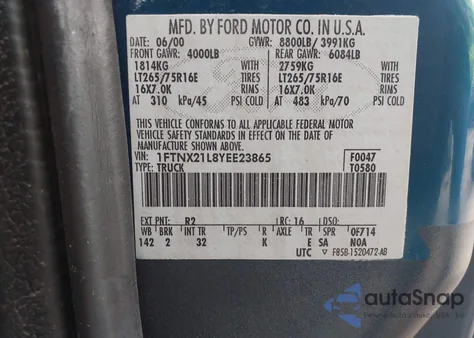 MFD. BY FORD MOTOR CO. IN U.S.A.
DATE: 06/00 GVWR: 8800LB/ 3991KG
FRONT GAWR: 4000LB REAR GAWR: 6084LB
1814KG WITH 2759KG WITH
LT265/75R16E TIRES LT265/75R16E TIRES
16X7.0K RIMS 16X7.0K RIMS
AT 310 kPa/45 PSI COLD AT 483 kPa/70 PSI COLD
THIS VEHICLE CONFORMS TO ALL APPLICABLE FEDERAL MOTOR
VEHICLE SAFETY STANDARDS IN EFFECT ON THE DATE OF
MANUFACTURE SHOWN ABOVE.
VIN: 1FTNX21L8YEE23865 F0047
TYPE: TRUCK T0580
EXT PNT: R2 RC: 16 DSO:
WB BRK INT TR TP/PS R AXLE TR SPR 0F714
142 2 32 K E SA NOA
UTC F85B-1520472-AB
autoSnap